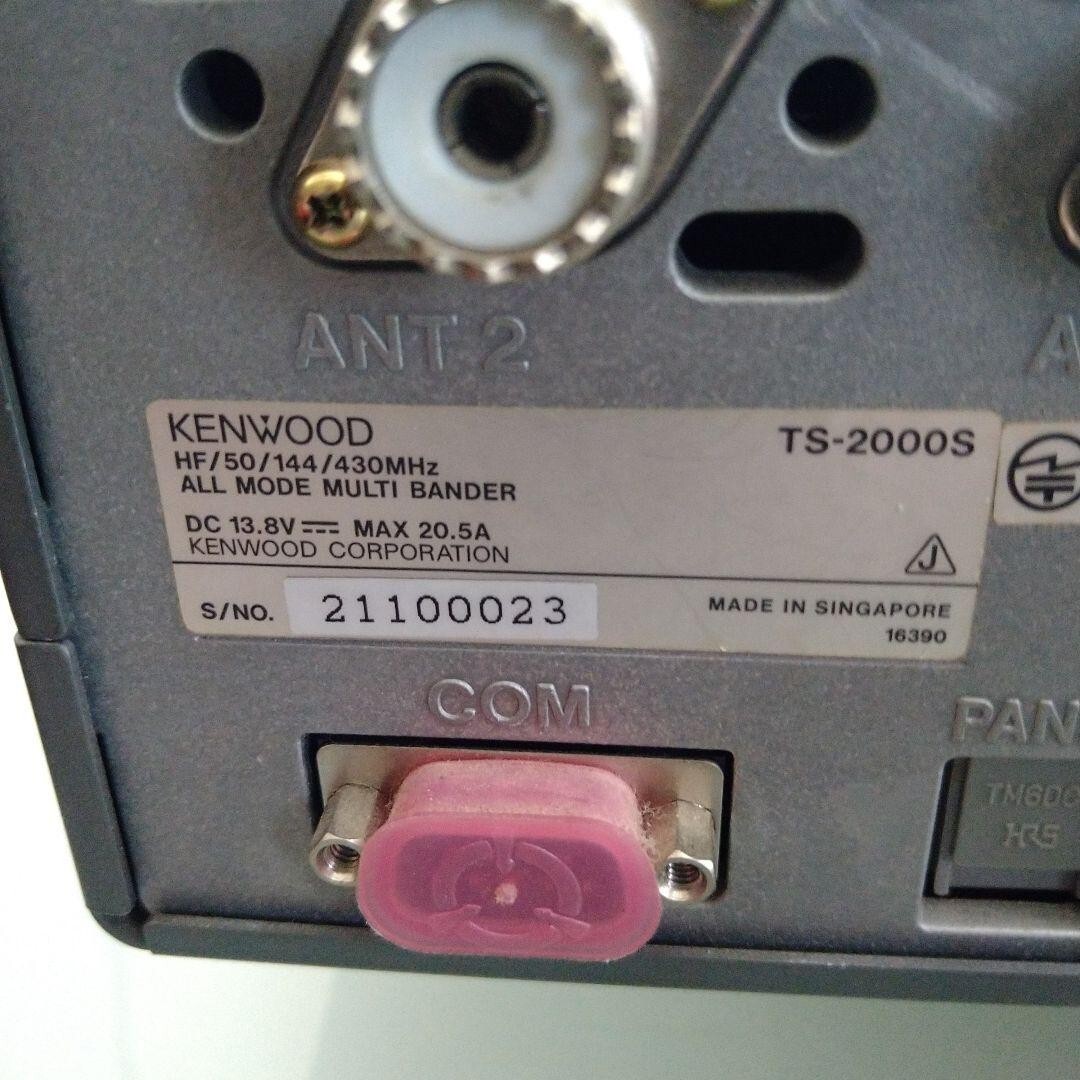 ANT 2
A
KENWOOD
TS-2000S
HF/50/144/430MHz
ALL MODE MULTI BANDER
DC 13.8V MAX 20.5A
KENWOOD CORPORATION
J
S/NO. 21100023
MADE IN SINGAPORE
16390
COM
PAN
TM6DC
HRS